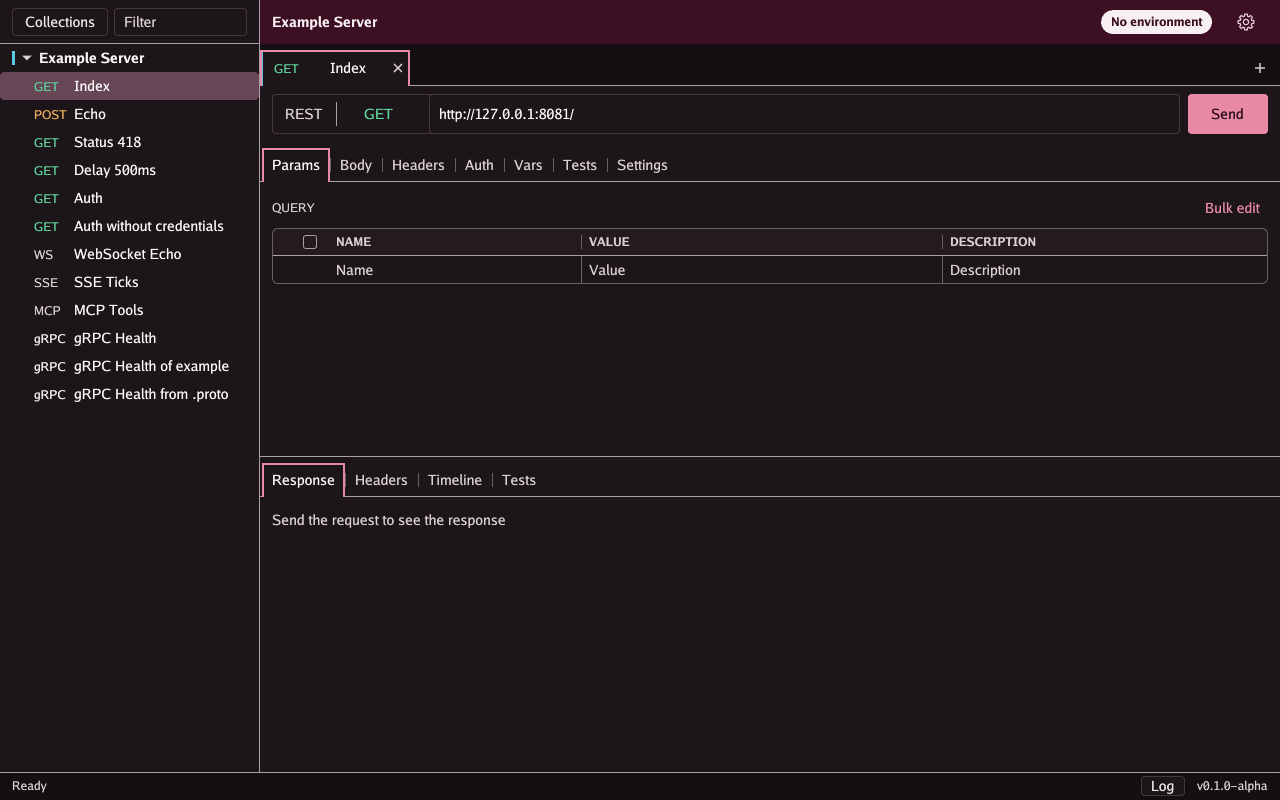 Collections
Filter
Example Server
No environment
Example Server
GET Index
POST Echo
GET Status 418
GET Delay 500ms
GET Auth
GET Auth without credentials
WS WebSocket Echo
SSE SSE Ticks
MCP MCP Tools
gRPC gRPC Health
gRPC gRPC Health of example
gRPC gRPC Health from .proto
GET Index
REST GET http://127.0.0.1:8081/ Send
Params Body Headers Auth Vars Tests Settings
QUERY Bulk edit
NAME VALUE DESCRIPTION
Name Value Description
Response Headers Timeline Tests
Send the request to see the response
Ready Log v0.1.0-alpha